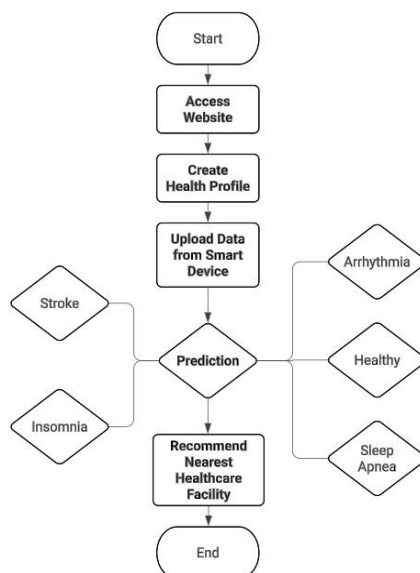 Start
Access
Website
Create
Health Profile
Upload Data
from Smart
Device
Arrhythmia
Stroke
Prediction
Healthy
Insomnia
Recommend
Nearest
Healthcare
Facility
Sleep
Apnea
End